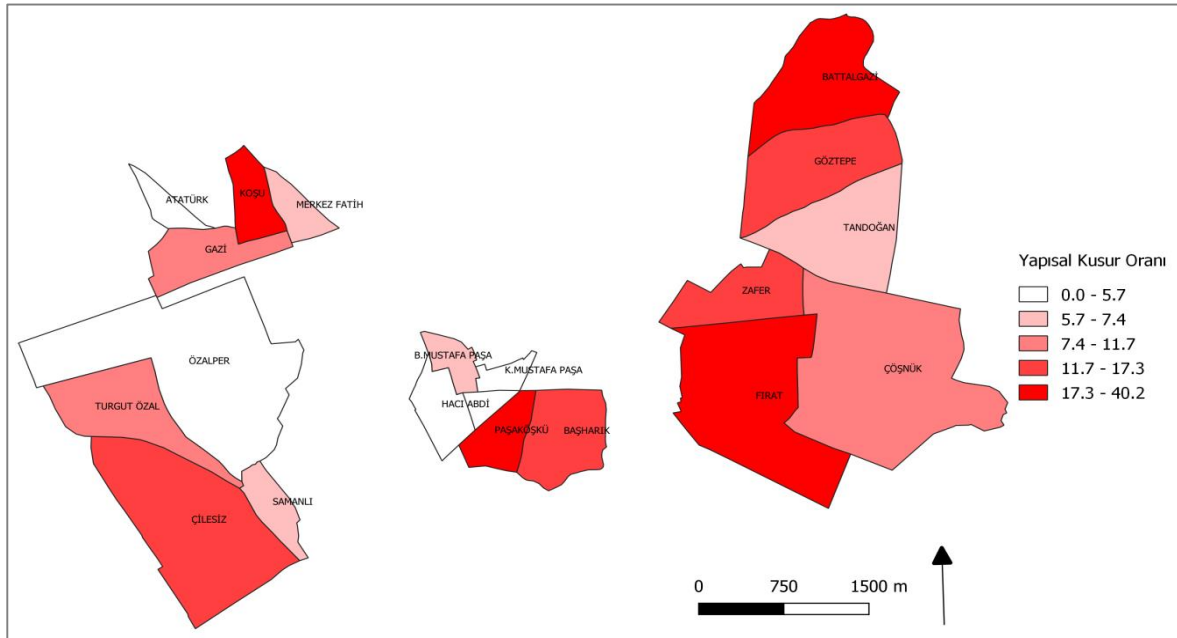 BATTALGAZİ
GÖZTEPE
TANDOĞAN
ZAFER
FIRAT
ÇÖŞNÜK
ATATÜRK
KOŞU
MERKEZ FATİH
GAZİ
ÖZALPER
TURGUT ÖZAL
ÇİLESİZ
SAMANLI
B.MUSTAFA PAŞA
K.MUSTAFA PAŞA
HACI ABDİ
PAŞAKÖŞKÜ
BAŞHARIK
Yapısal Kusur Oranı
0.0 - 5.7
5.7 - 7.4
7.4 - 11.7
11.7 - 17.3
17.3 - 40.2
0 750 1500 m